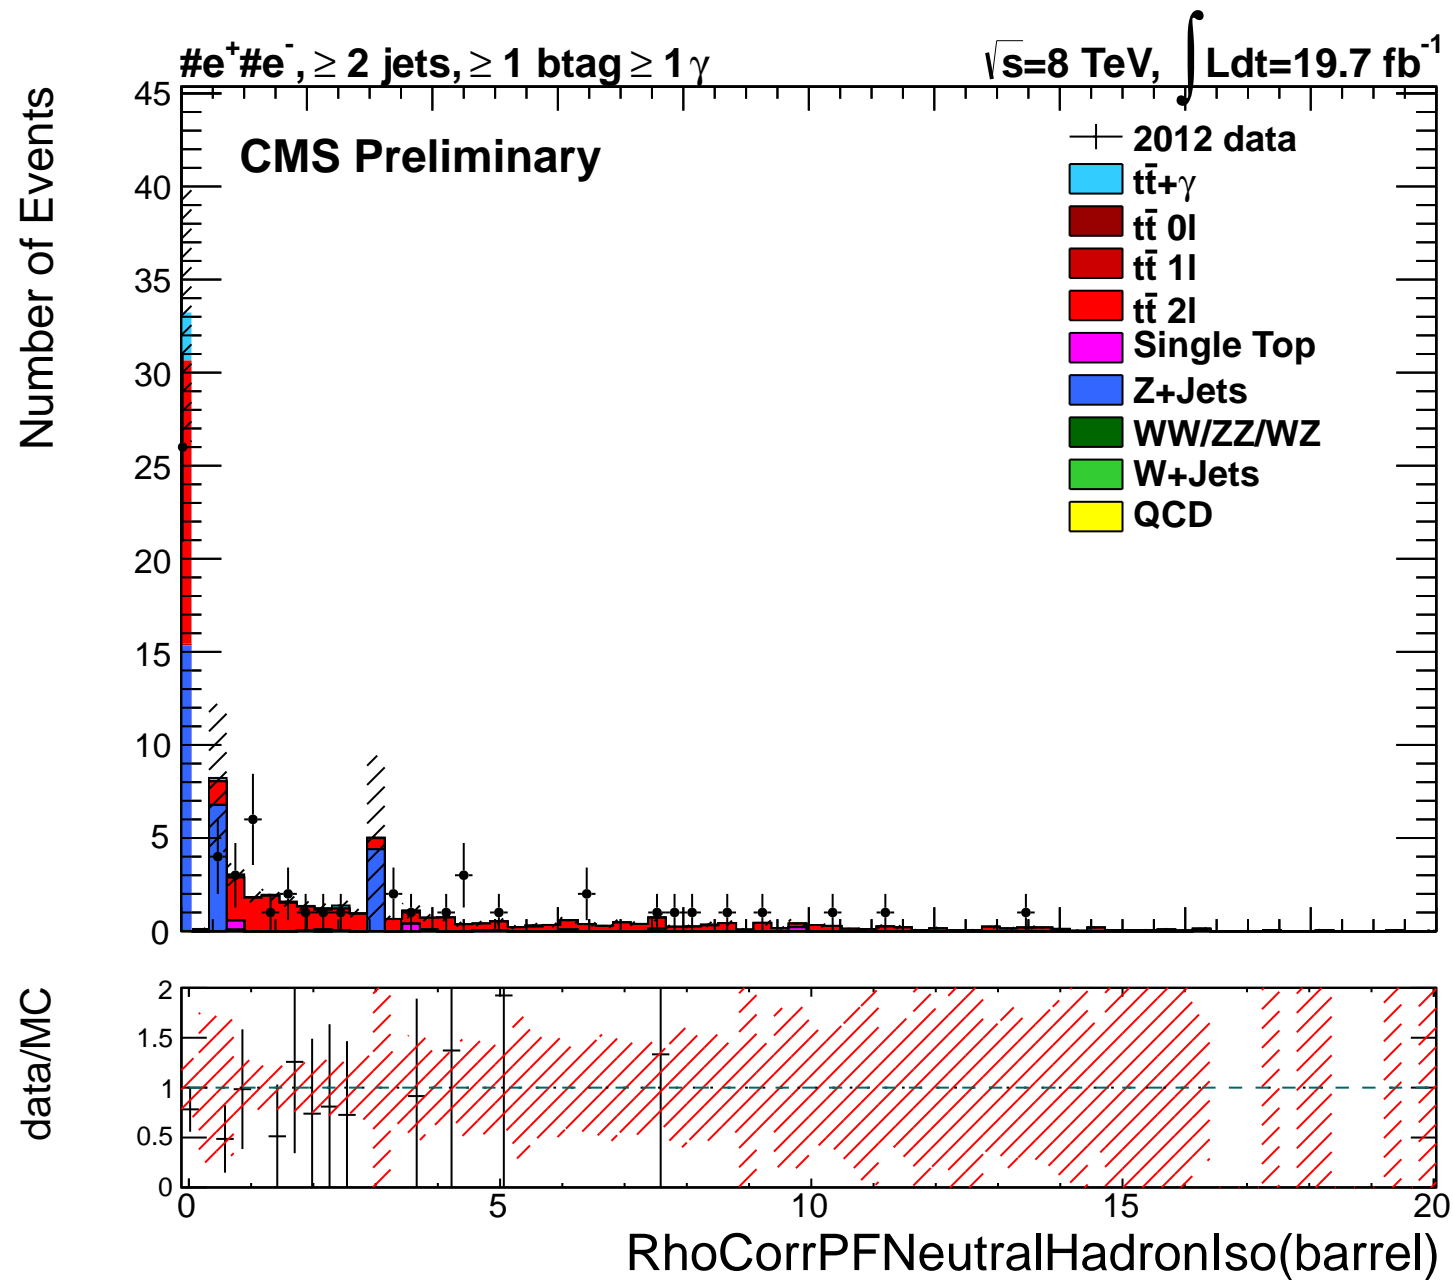 #e⁺#e⁻, ≥ 2 jets, ≥ 1 btag ≥ 1γ
√s=8 TeV, ∫ Ldt=19.7 fb⁻¹
CMS Preliminary
2012 data
tt̄+γ
tt̄ 0l
tt̄ 1l
tt̄ 2l
Single Top
Z+Jets
WW/ZZ/WZ
W+Jets
QCD
Number of Events
45
40
35
30
25
20
15
10
5
0
data/MC
2
1.5
1
0.5
0
0 5 10 15 20
RhoCorrPFNeutralHadronIso(barrel)